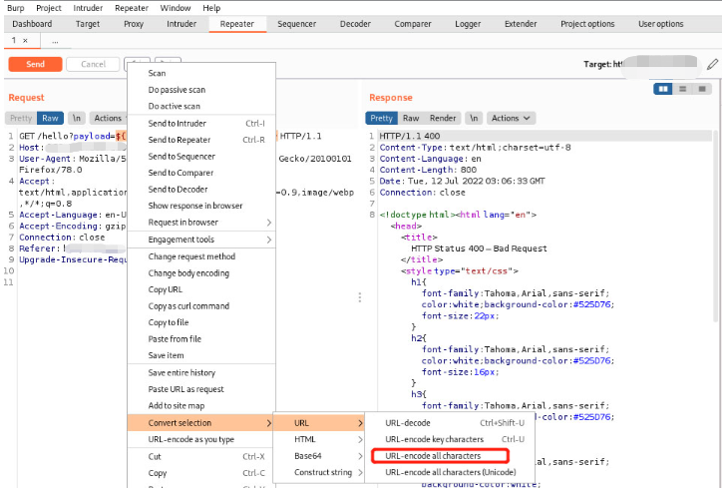 Burp Project Intruder Repeater Window Help
Dashboard Target Proxy Intruder Repeater Sequencer Decoder Comparer Logger Extender Project options User options
1 × ...
Send Cancel
Target: htt
Request
Pretty Raw \n Actions
1 GET /hello?payload=${ HTTP/1.1
2 Host:
3 User-Agent: Mozilla/5 Gecko/20100101
Firefox/78.0
4 Accept:
text/html,application =0.9,image/webp
,*/*;q=0.8
5 Accept-Language: en-U
6 Accept-Encoding: gzip
7 Connection: close
8 Referer:
9 Upgrade-Insecure-Requ
10
11
Scan
Do passive scan
Do active scan
Send to Intruder Ctrl-I
Send to Repeater Ctrl-R
Send to Sequencer
Send to Comparer
Send to Decoder
Show response in browser
Request in browser >
Engagement tools >
Change request method
Change body encoding
Copy URL
Copy as curl command
Copy to file
Paste from file
Save item
Save entire history
Paste URL as request
Add to site map
Convert selection >
URL-encode as you type
Cut Ctrl-X
Copy Ctrl-C
URL >
HTML >
Base64 >
Construct string >
URL-decode Ctrl+Shift-U
URL-encode key characters Ctrl-U
URL-encode all characters
URL-encode all characters (Unicode)
Response
Pretty Raw Render \n Actions
1 HTTP/1.1 400
2 Content-Type: text/html;charset=utf-8
3 Content-Language: en
4 Content-Length: 800
5 Date: Tue, 12 Jul 2022 03:06:33 GMT
6 Connection: close
7
8 <!doctype html><html lang="en">
<head>
<title>
HTTP Status 400 – Bad Request
</title>
<style type="text/css">
h1{
font-family:Tahoma,Arial,sans-serif;
color:white;background-color:#525D76;
font-size:22px;
}
h2{
font-family:Tahoma,Arial,sans-serif;
color:white;background-color:#525D76;
font-size:16px;
}
h3{
font-family:Tahoma,Arial,sans-serif;
color:#525D76;
al,sans-serif;
background-color:white;